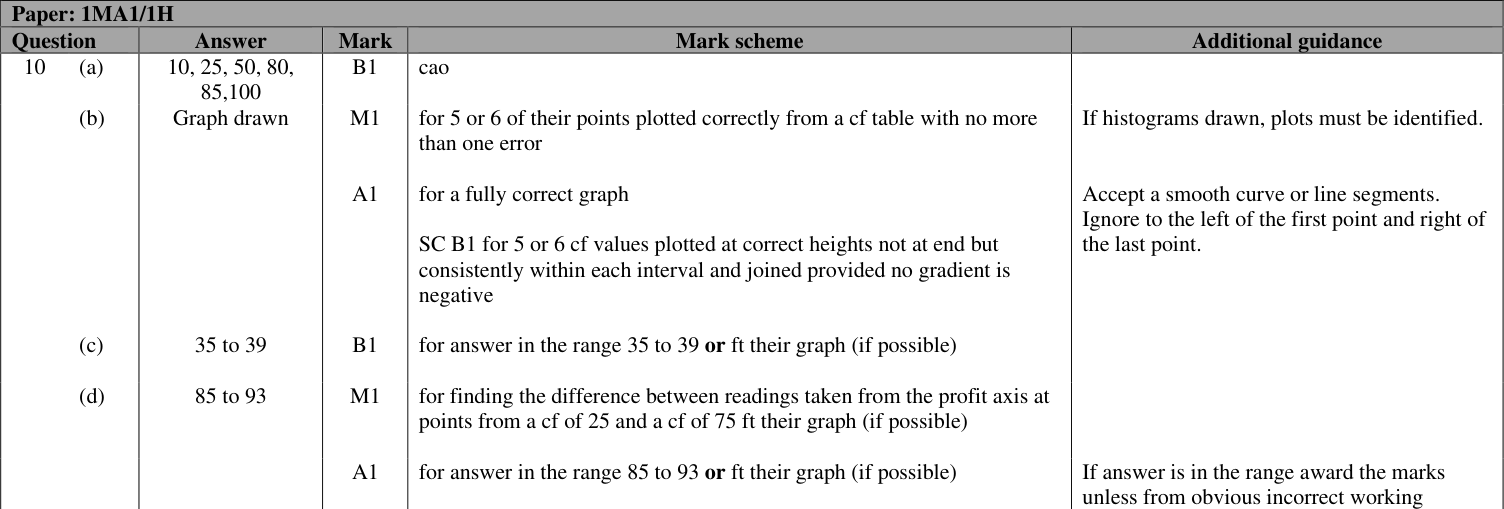 Paper: 1MA1/1H
Question Answer Mark Mark scheme Additional guidance
10 (a) 10, 25, 50, 80, B1 cao
85,100
(b) Graph drawn M1 for 5 or 6 of their points plotted correctly from a cf table with no more If histograms drawn, plots must be identified.
than one error
A1 for a fully correct graph Accept a smooth curve or line segments.
Ignore to the left of the first point and right of
SC B1 for 5 or 6 cf values plotted at correct heights not at end but the last point.
consistently within each interval and joined provided no gradient is
negative
(c) 35 to 39 B1 for answer in the range 35 to 39 or ft their graph (if possible)
(d) 85 to 93 M1 for finding the difference between readings taken from the profit axis at
points from a cf of 25 and a cf of 75 ft their graph (if possible)
A1 for answer in the range 85 to 93 or ft their graph (if possible) If answer is in the range award the marks
unless from obvious incorrect working